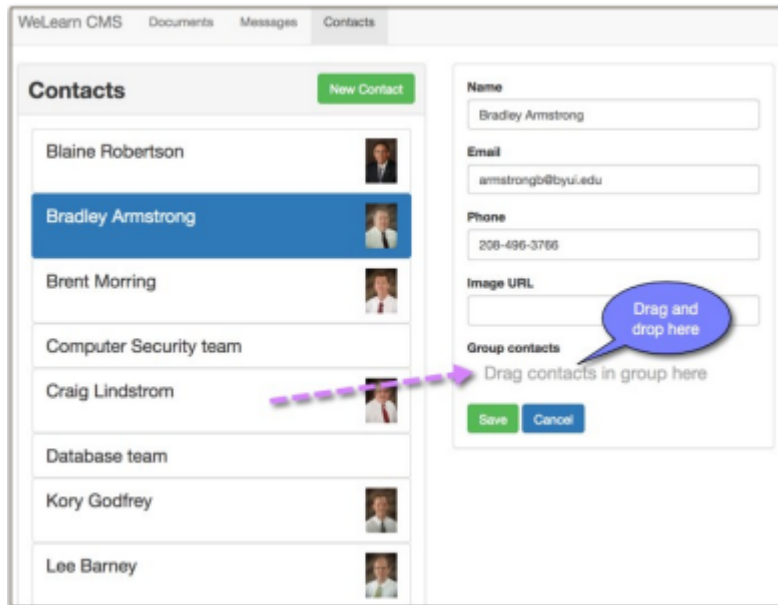 WeLearn CMS Documents Messages Contacts
Contacts New Contact
Blaine Robertson
Bradley Armstrong
Brent Morring
Computer Security team
Craig Lindstrom
Database team
Kory Godfrey
Lee Barney
Name
Bradley Armstrong
Email
armstrongb@byui.edu
Phone
208-496-3766
Image URL
Drag and
drop here
Group contacts
Drag contacts in group here
Save Cancel